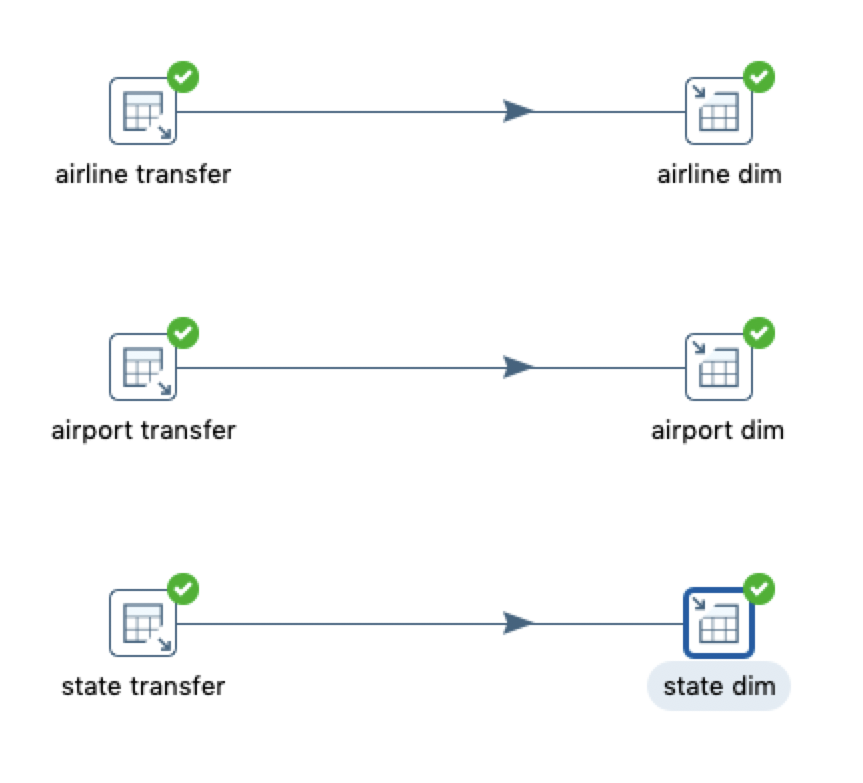 airline transfer
airline dim
airport transfer
airport dim
state transfer
state dim